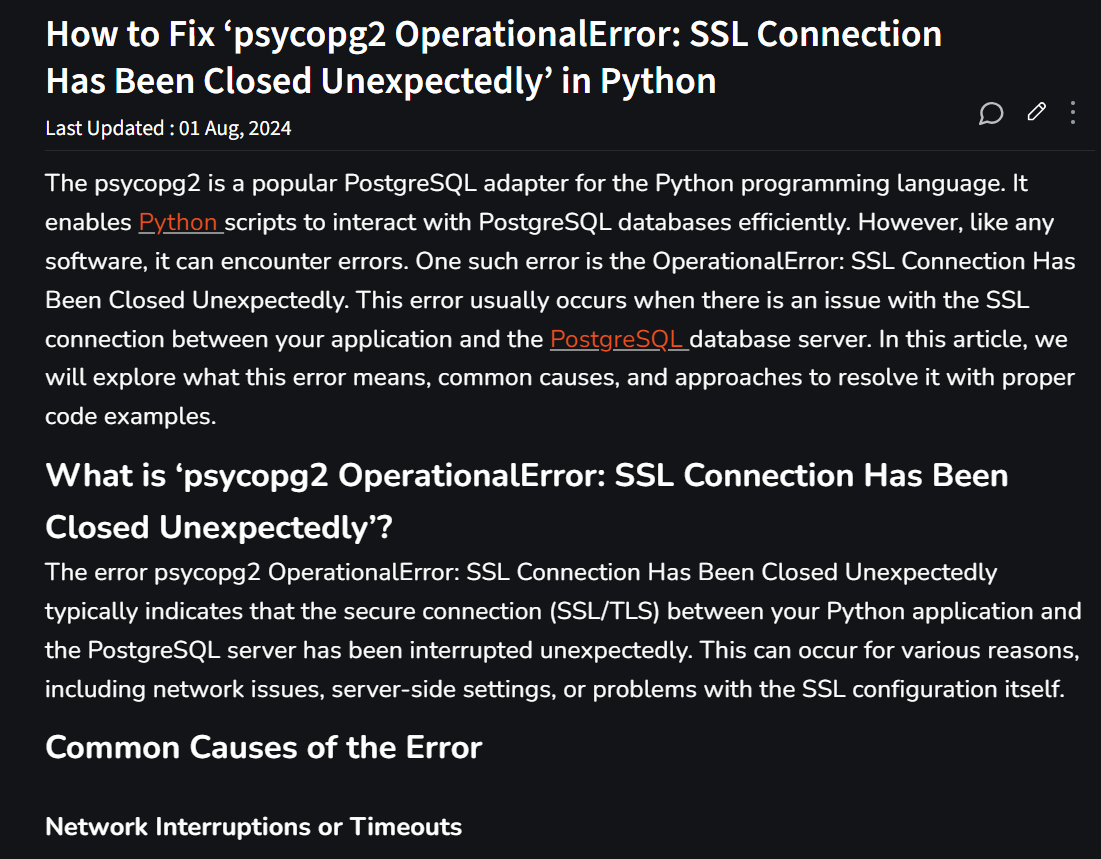 How to Fix ‘psycopg2 OperationalError: SSL Connection
Has Been Closed Unexpectedly’ in Python
Last Updated : 01 Aug, 2024
The psycopg2 is a popular PostgreSQL adapter for the Python programming language. It
enables Python scripts to interact with PostgreSQL databases efficiently. However, like any
software, it can encounter errors. One such error is the OperationalError: SSL Connection Has
Been Closed Unexpectedly. This error usually occurs when there is an issue with the SSL
connection between your application and the PostgreSQL database server. In this article, we
will explore what this error means, common causes, and approaches to resolve it with proper
code examples.
What is ‘psycopg2 OperationalError: SSL Connection Has Been
Closed Unexpectedly’?
The error psycopg2 OperationalError: SSL Connection Has Been Closed Unexpectedly
typically indicates that the secure connection (SSL/TLS) between your Python application and
the PostgreSQL server has been interrupted unexpectedly. This can occur for various reasons,
including network issues, server-side settings, or problems with the SSL configuration itself.
Common Causes of the Error
Network Interruptions or Timeouts